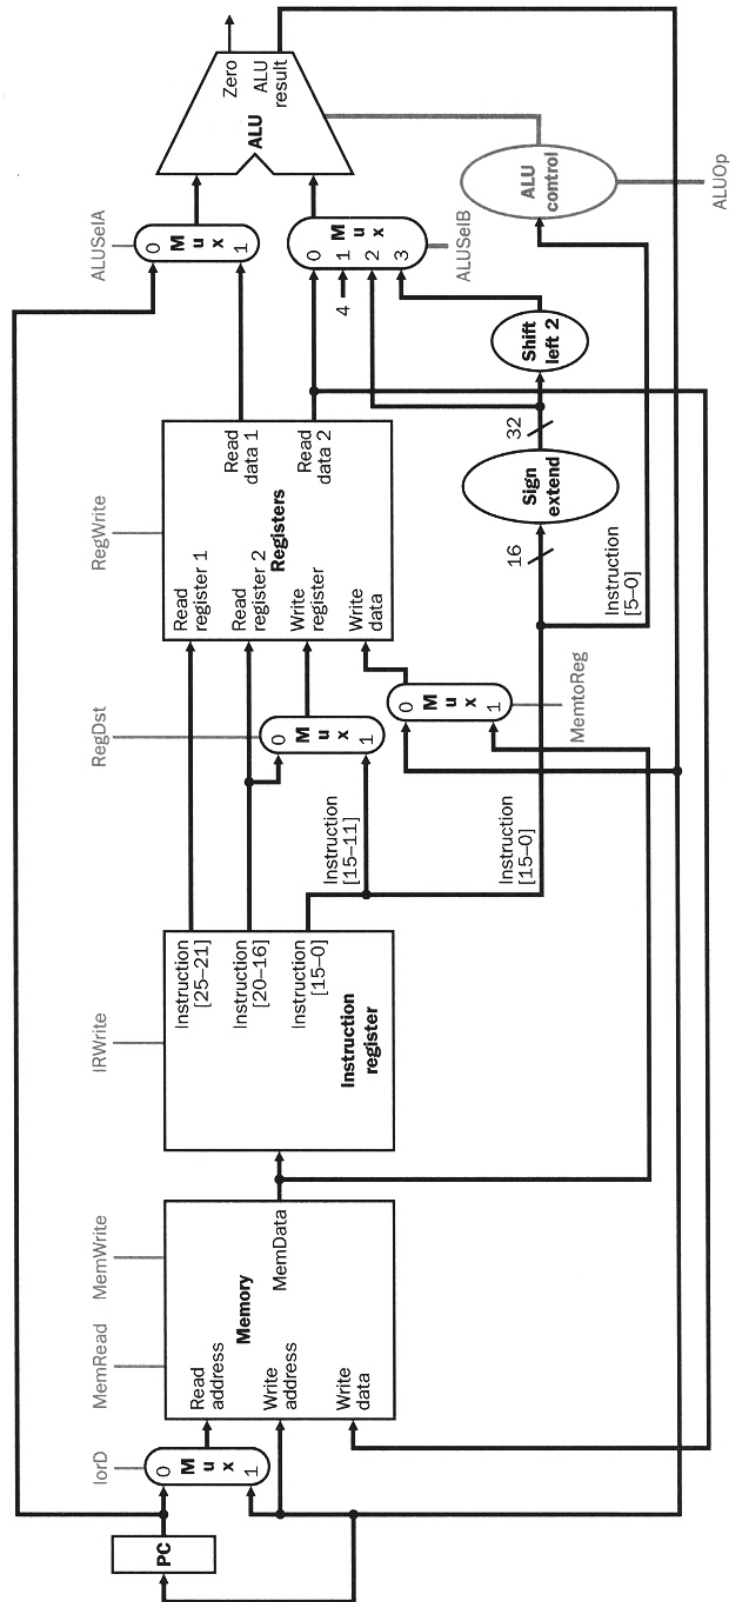 PC
IorD
0
M
u
x
1
MemRead
MemWrite
Read
address
Write
address
Write
data
Memory
MemData
IRWrite
Instruction
[25–21]
Instruction
[20–16]
Instruction
[15–0]
Instruction
register
RegDst
Instruction
[15–11]
Instruction
[15–0]
0
M
u
x
1
0
M
u
x
1
MemtoReg
RegWrite
Read
register 1
Read
register 2
Write
register
Write
data
Registers
Read
data 1
Read
data 2
16
Sign
extend
32
Instruction
[5–0]
Shift
left 2
4
ALUSelA
0
M
u
x
1
0
1
2
3
M
u
x
ALUSelB
ALU
control
ALUOp
ALU
Zero
ALU
result